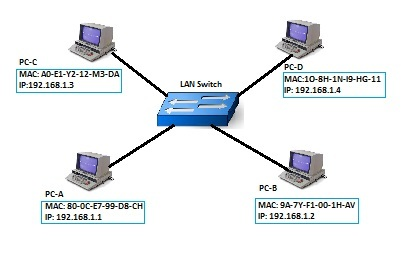 PC-C
MAC: A0-E1-Y2-12-M3-DA
IP:192.168.1.3
LAN Switch
PC-D
MAC:1O-8H-1N-I9-HG-11
IP: 192.168.1.4
PC-A
MAC: 80-0C-E7-99-D8-CH
IP: 192.168.1.1
PC-B
MAC: 9A-7Y-F1-00-1H-AV
IP: 192.168.1.2